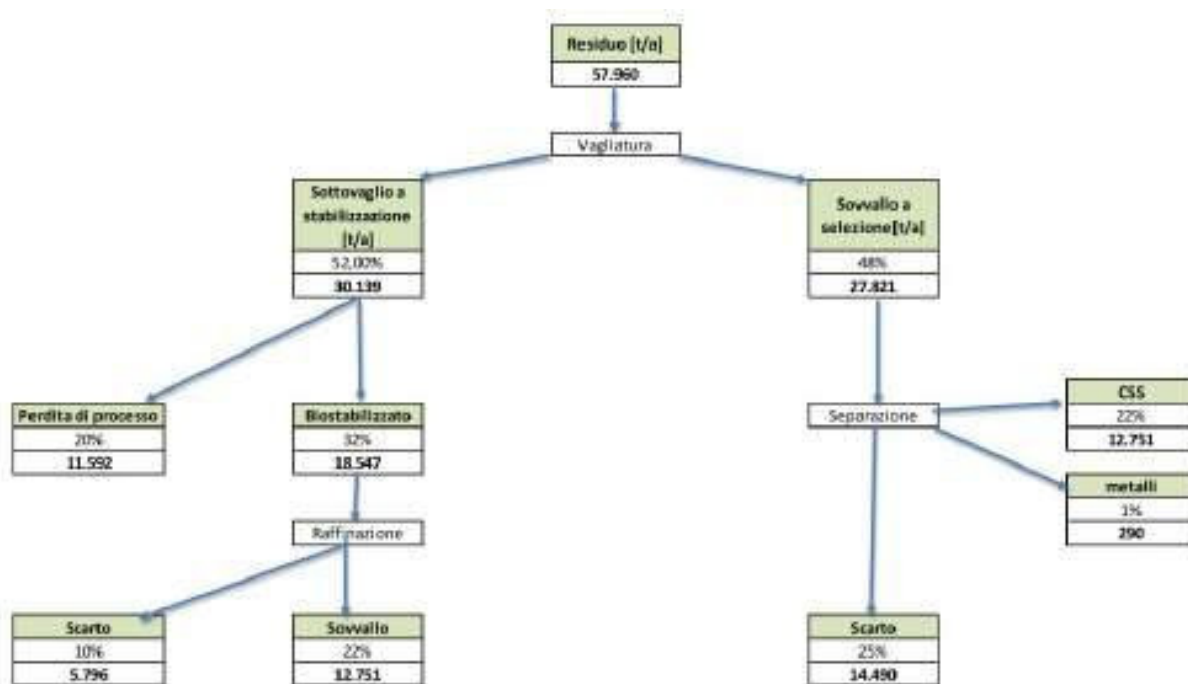 Residuo [t/a]
57.960
Vagliatura
Sottovaglio a
stabilizzazione
[t/a]
52,00%
30.139
Sovvallo a
selezione[t/a]
48%
27.821
Perdita di processo
20%
11.592
Biostabilizzato
32%
18.547
Separazione
CSS
22%
12.751
metalli
1%
290
Raffinazione
Scarto
10%
5.796
Sovvallo
22%
12.751
Scarto
25%
14.490